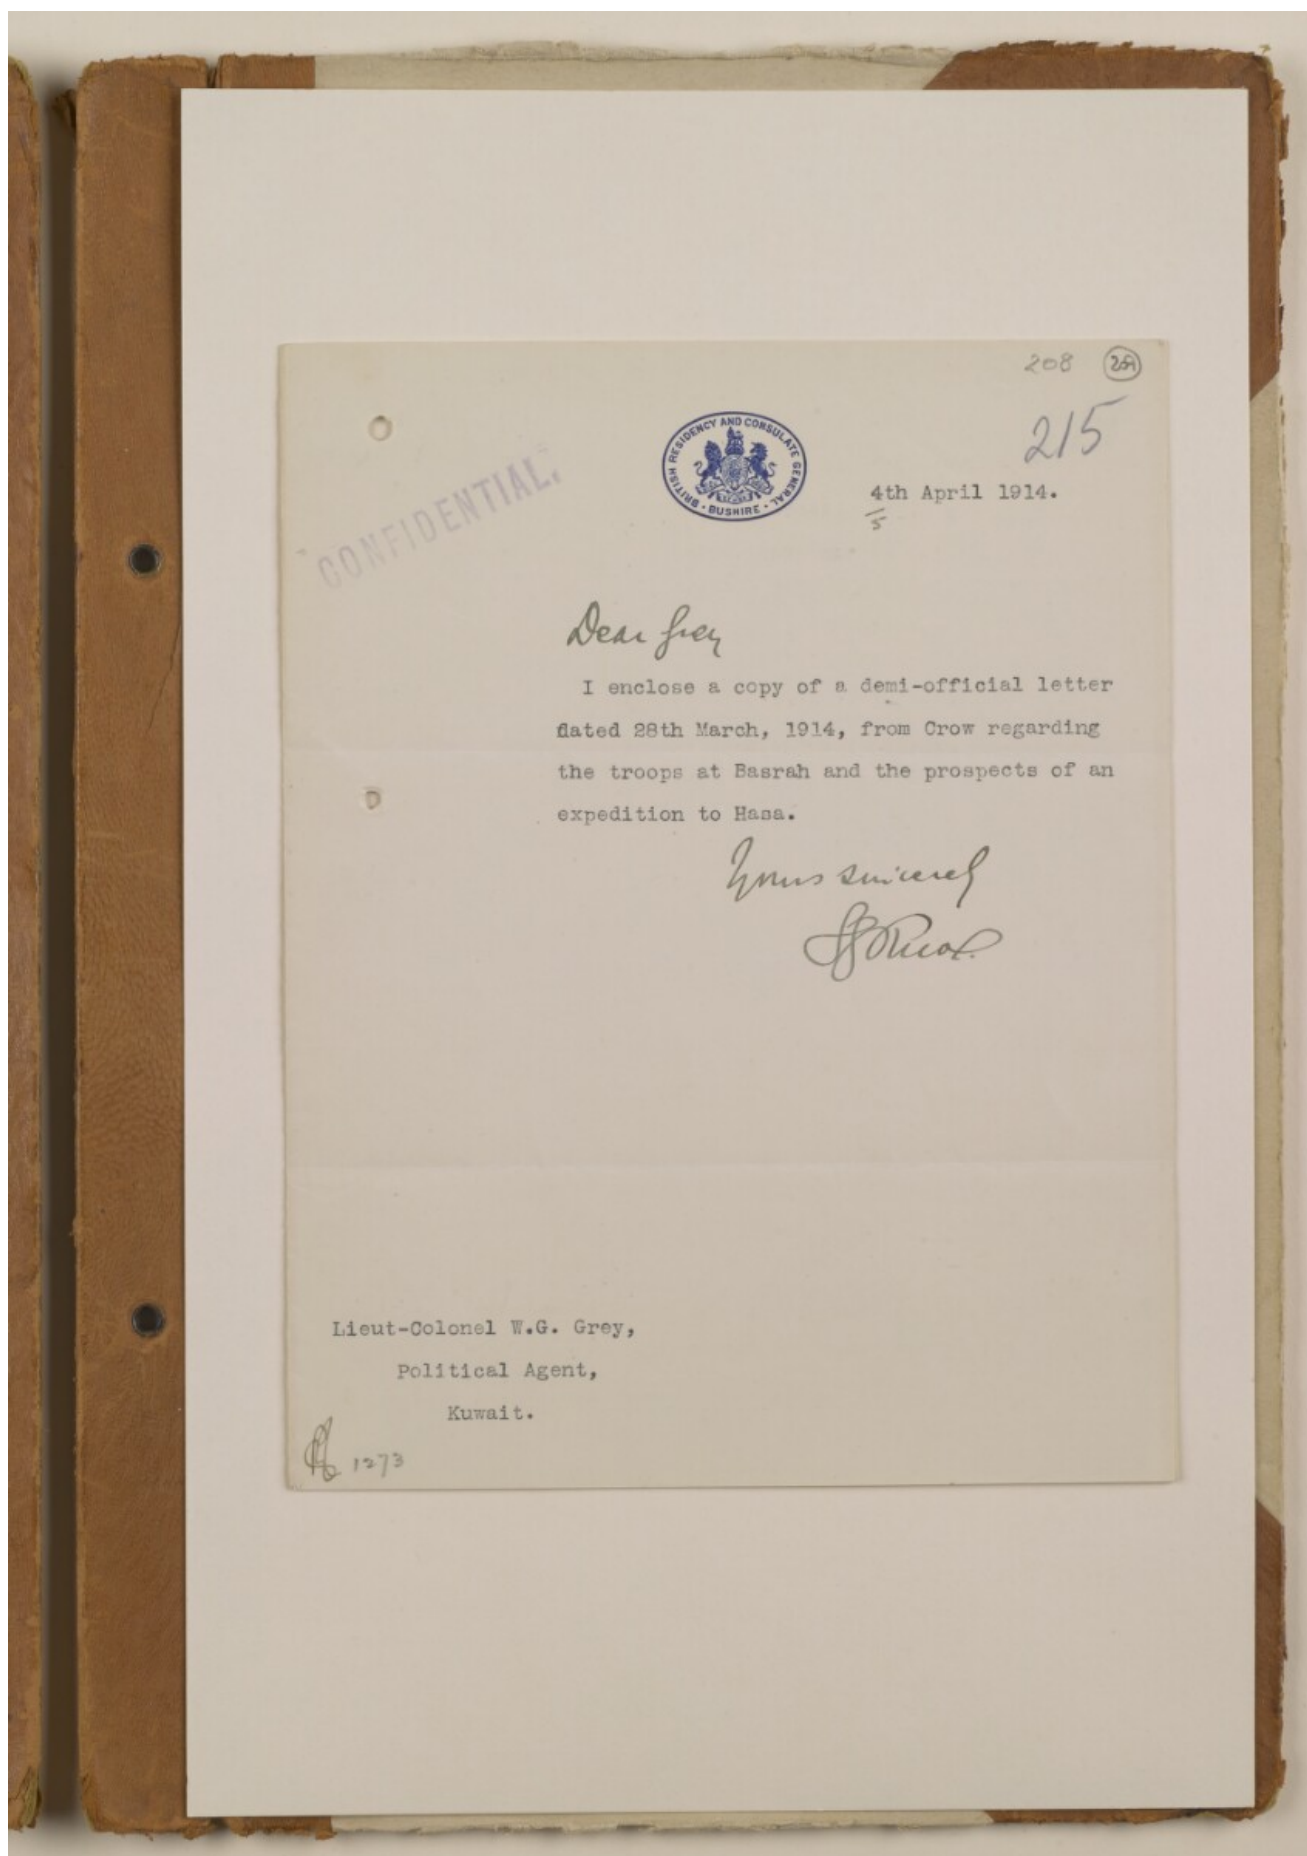 208
215
CONFIDENTIAL.
BRITISH RESIDENCY AND CONSULATE GENERAL
· BUSHIRE ·
4th April 1914.
5
Dear Grey
I enclose a copy of a demi-official letter
dated 28th March, 1914, from Crow regarding
the troops at Basrah and the prospects of an
expedition to Hasa.
Yours sincerely
Lieut-Colonel W.G. Grey,
Political Agent,
Kuwait.
1273